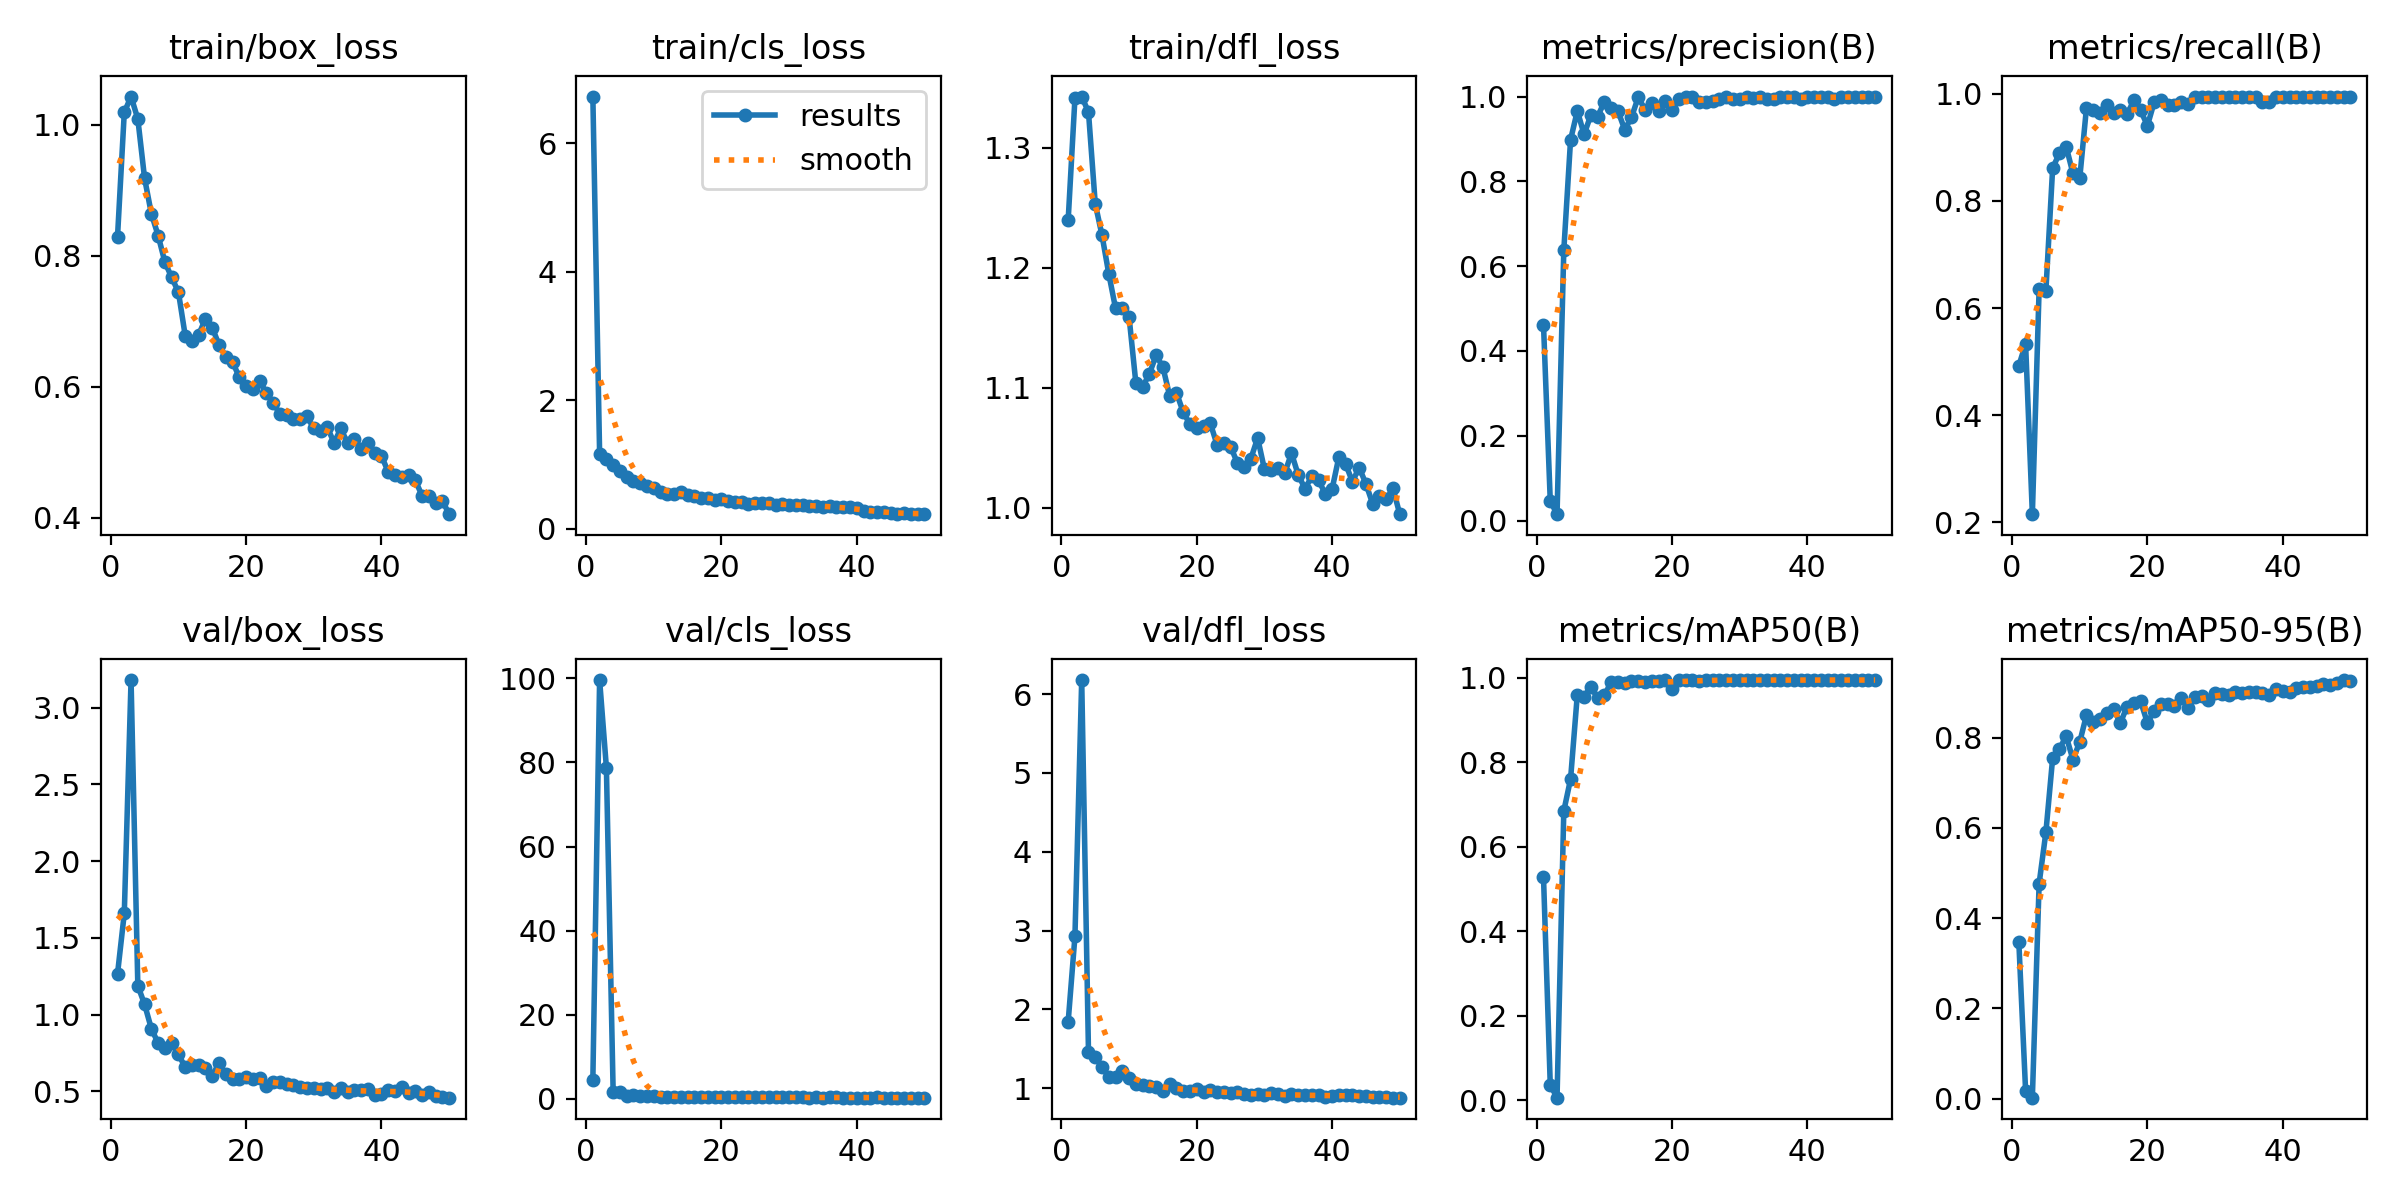 train/box_loss
train/cls_loss
train/dfl_loss
metrics/precision(B)
metrics/recall(B)
1.0
0.8
0.6
0.4
0 20 40
results
smooth
6
4
2
0
0 20 40
1.3
1.2
1.1
1.0
0 20 40
1.0
0.8
0.6
0.4
0.2
0.0
0 20 40
1.0
0.8
0.6
0.4
0.2
0 20 40
val/box_loss
val/cls_loss
val/dfl_loss
metrics/mAP50(B)
metrics/mAP50-95(B)
3.0
2.5
2.0
1.5
1.0
0.5
0 20 40
100
80
60
40
20
0
0 20 40
6
5
4
3
2
1
0 20 40
1.0
0.8
0.6
0.4
0.2
0.0
0 20 40
0.8
0.6
0.4
0.2
0.0
0 20 40